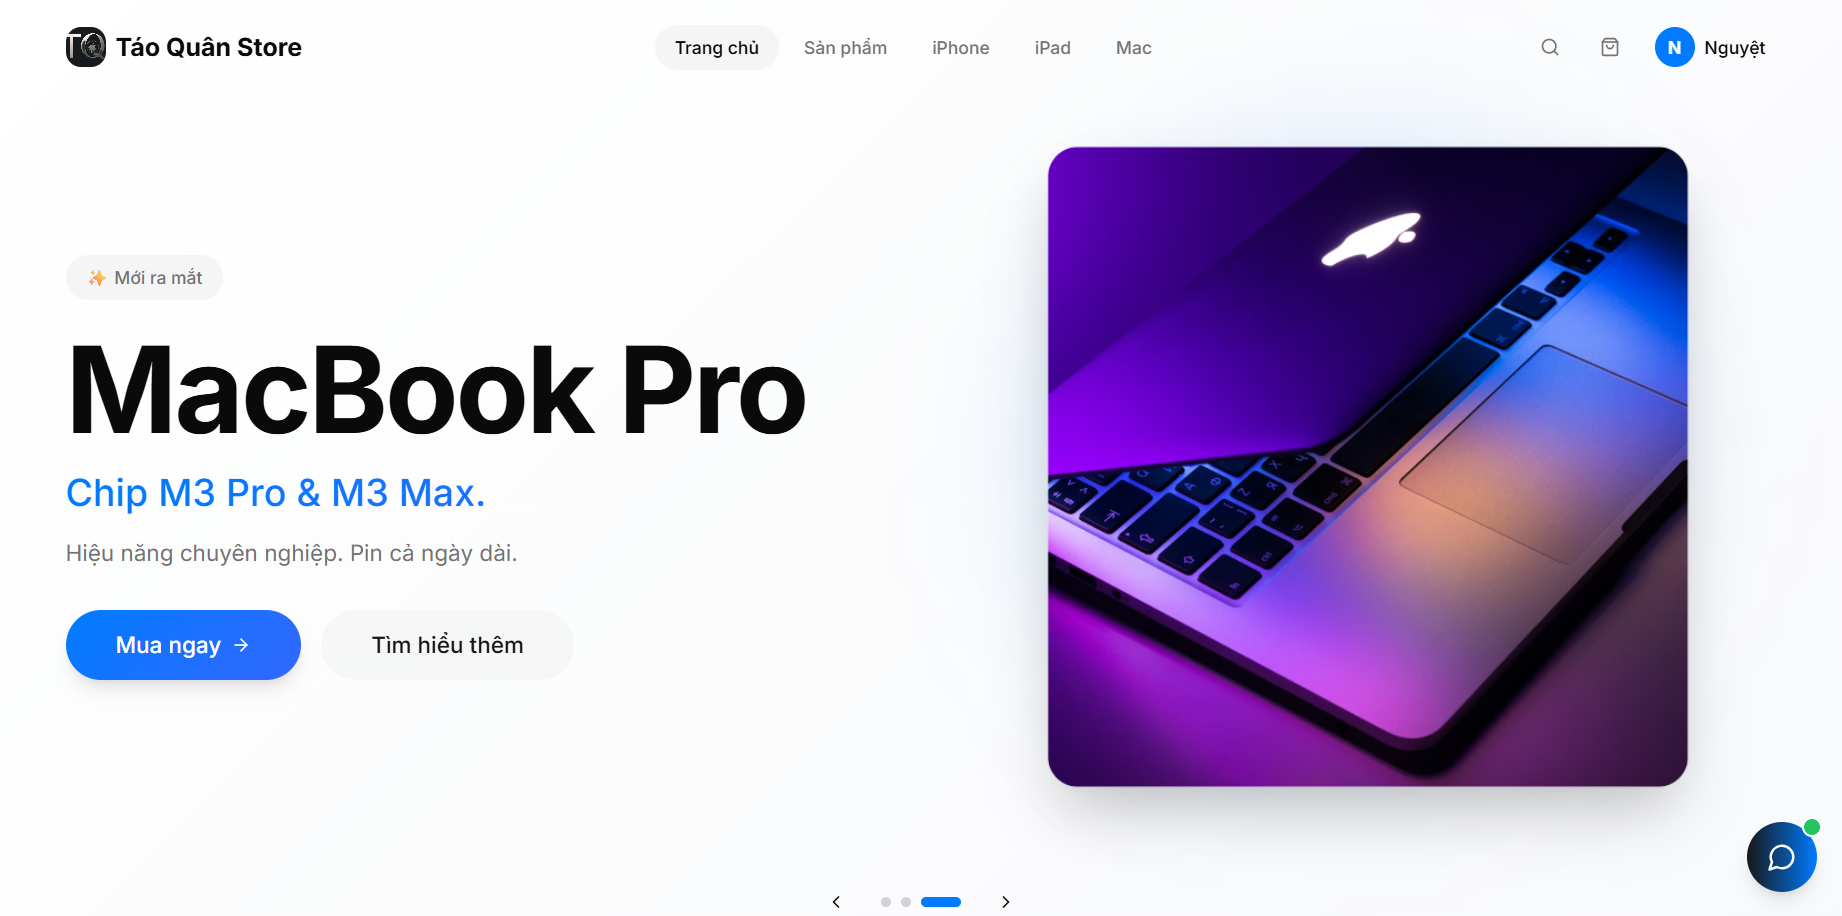 Táo Quân Store
Trang chủ
Sản phẩm
iPhone
iPad
Mac
N
Nguyệt
✨ Mới ra mắt
MacBook Pro
Chip M3 Pro & M3 Max.
Hiệu năng chuyên nghiệp. Pin cả ngày dài.
Mua ngay →
Tìm hiểu thêm